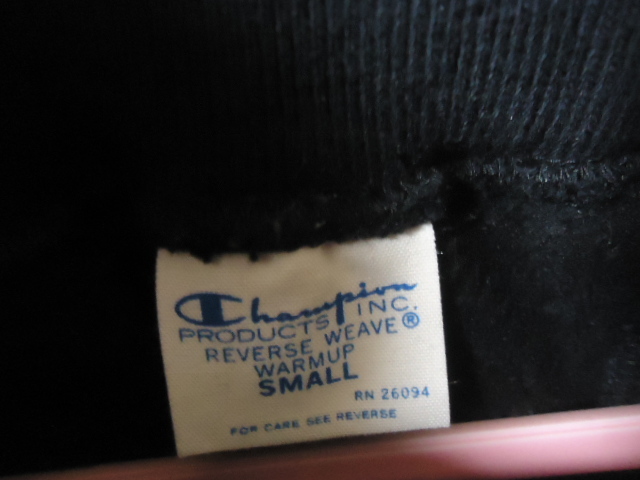 Champion
PRODUCTS INC.
REVERSE WEAVE®
WARMUP
SMALL
RN 26094
FOR CARE SEE REVERSE